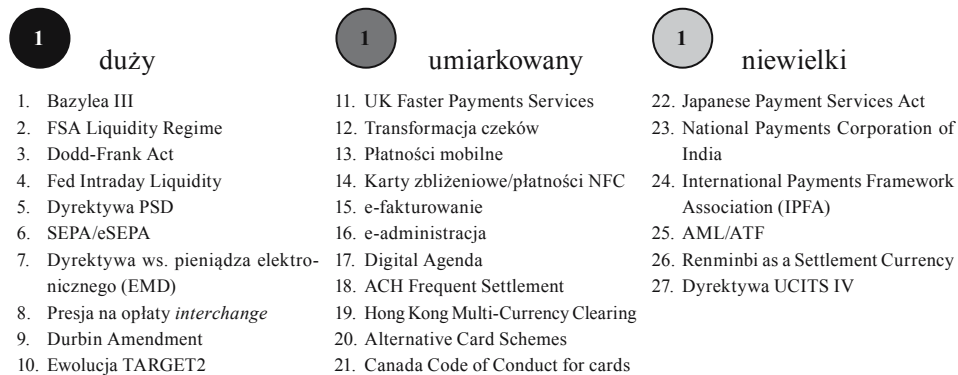 1
duży
1. Bazylea III
2. FSA Liquidity Regime
3. Dodd-Frank Act
4. Fed Intraday Liquidity
5. Dyrektywa PSD
6. SEPA/eSEPA
7. Dyrektywa ws. pieniądza elektro-
nicznego (EMD)
8. Presja na opłaty interchange
9. Durbin Amendment
10. Ewolucja TARGET2
1
umiarkowany
11. UK Faster Payments Services
12. Transformacja czeków
13. Płatności mobilne
14. Karty zbliżeniowe/płatności NFC
15. e-fakturowanie
16. e-administracja
17. Digital Agenda
18. ACH Frequent Settlement
19. Hong Kong Multi-Currency Clearing
20. Alternative Card Schemes
21. Canada Code of Conduct for cards
1
niewielki
22. Japanese Payment Services Act
23. National Payments Corporation of
India
24. International Payments Framework
Association (IPFA)
25. AML/ATF
26. Renminbi as a Settlement Currency
27. Dyrektywa UCITS IV